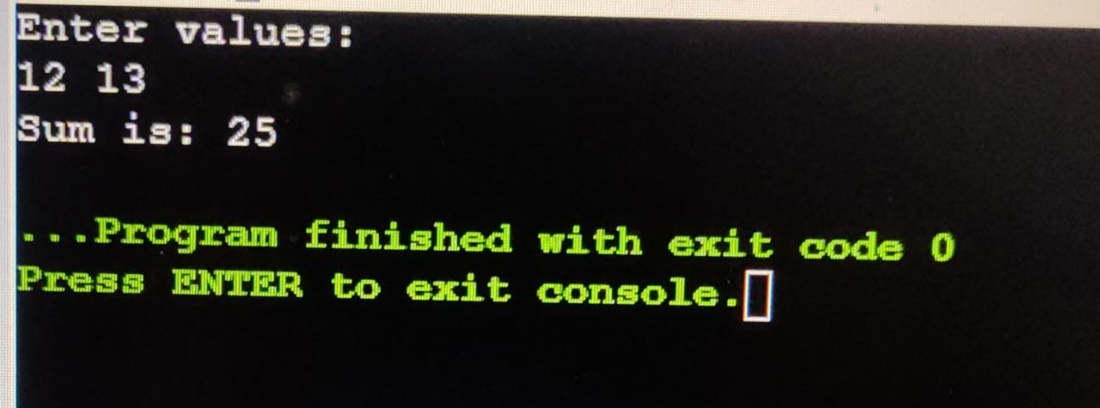 Enter values:
12 13
Sum is: 25
...Program finished with exit code 0
Press ENTER to exit console.